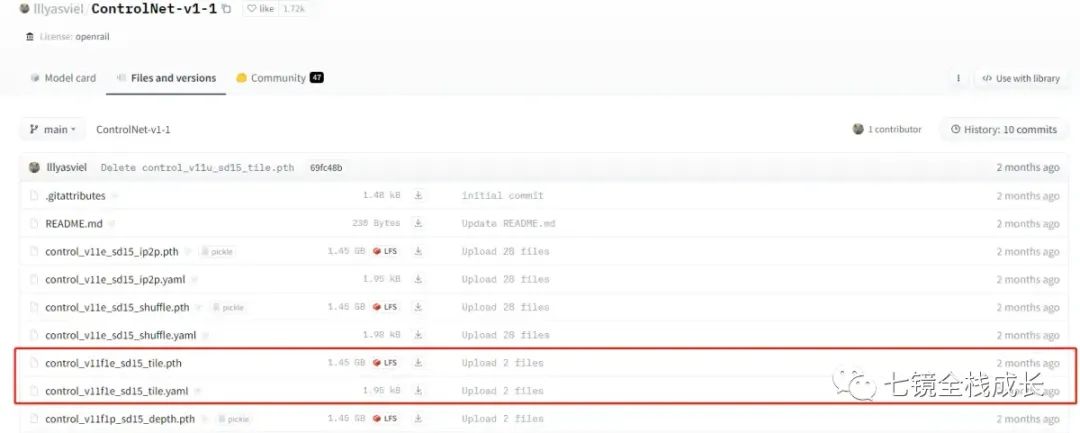 lllyasviel/ControlNet-v1-1 like 1.72k
License: openrail
Model card Files and versions Community 47 Use with library
main ControlNet-v1-1 1 contributor History: 10 commits
lllyasviel Delete control_v11u_sd15_tile.pth 69fc48b 2 months ago
.gitattributes 1.48 kB initial commit 2 months ago
README.md 236 Bytes Update README.md 2 months ago
control_v11e_sd15_ip2p.pth pickle 1.45 GB LFS Upload 28 files 2 months ago
control_v11e_sd15_ip2p.yaml 1.95 kB Upload 28 files 2 months ago
control_v11e_sd15_shuffle.pth pickle 1.45 GB LFS Upload 28 files 2 months ago
control_v11e_sd15_shuffle.yaml 1.98 kB Upload 28 files 2 months ago
control_v11f1e_sd15_tile.pth 1.45 GB LFS Upload 2 files 2 months ago
control_v11f1e_sd15_tile.yaml 1.95 kB Upload 2 files 2 months ago
七镜全栈成长
control_v11f1p_sd15_depth.pth pickle 1.45 GB LFS Upload 28 files 2 months ago